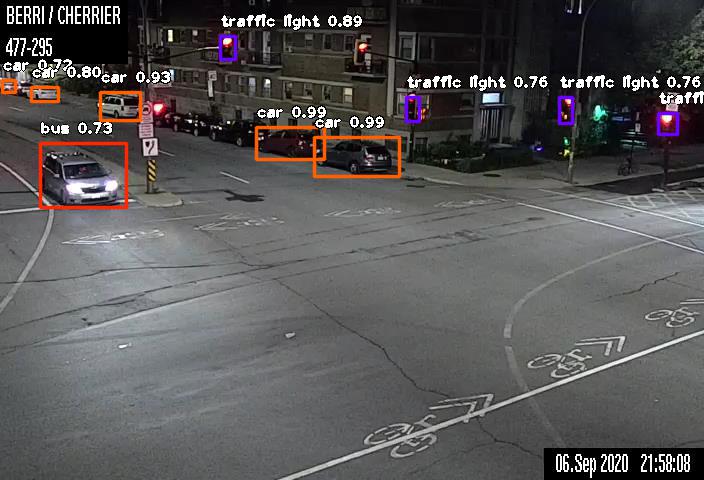 BERRI / CHERRIER
477-295
traffic light 0.89
car 0.72
car 0.80
car 0.93
traffic light 0.76
traffic light 0.76
traffi
car 0.99
car 0.99
bus 0.73
06.Sep 2020 21:58:08